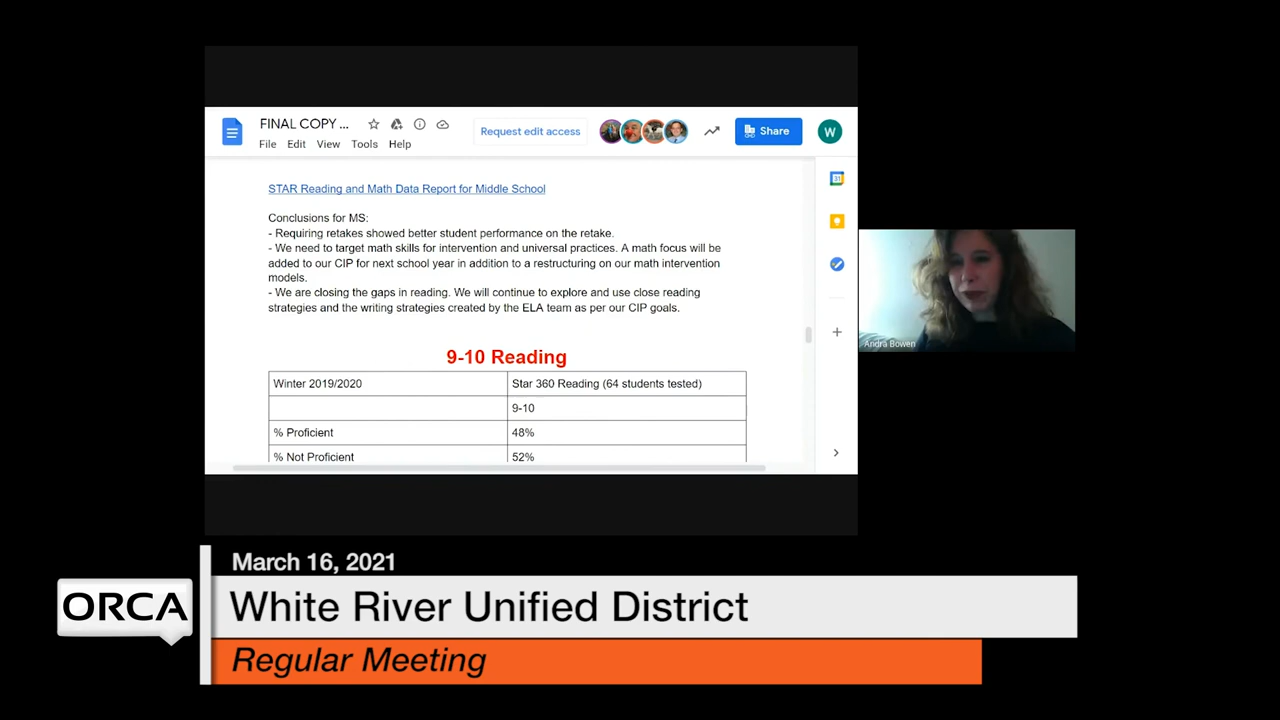 FINAL COPY ...
File Edit View Tools Help
Request edit access
Share
W
31
STAR Reading and Math Data Report for Middle School
Conclusions for MS:
- Requiring retakes showed better student performance on the retake.
- We need to target math skills for intervention and universal practices. A math focus will be
added to our CIP for next school year in addition to a restructuring on our math intervention
models.
- We are closing the gaps in reading. We will continue to explore and use close reading
strategies and the writing strategies created by the ELA team as per our CIP goals.
9-10 Reading
Winter 2019/2020 Star 360 Reading (64 students tested)
9-10
% Proficient 48%
% Not Proficient 52%
Andra Bowen
March 16, 2021
ORCA
White River Unified District
Regular Meeting